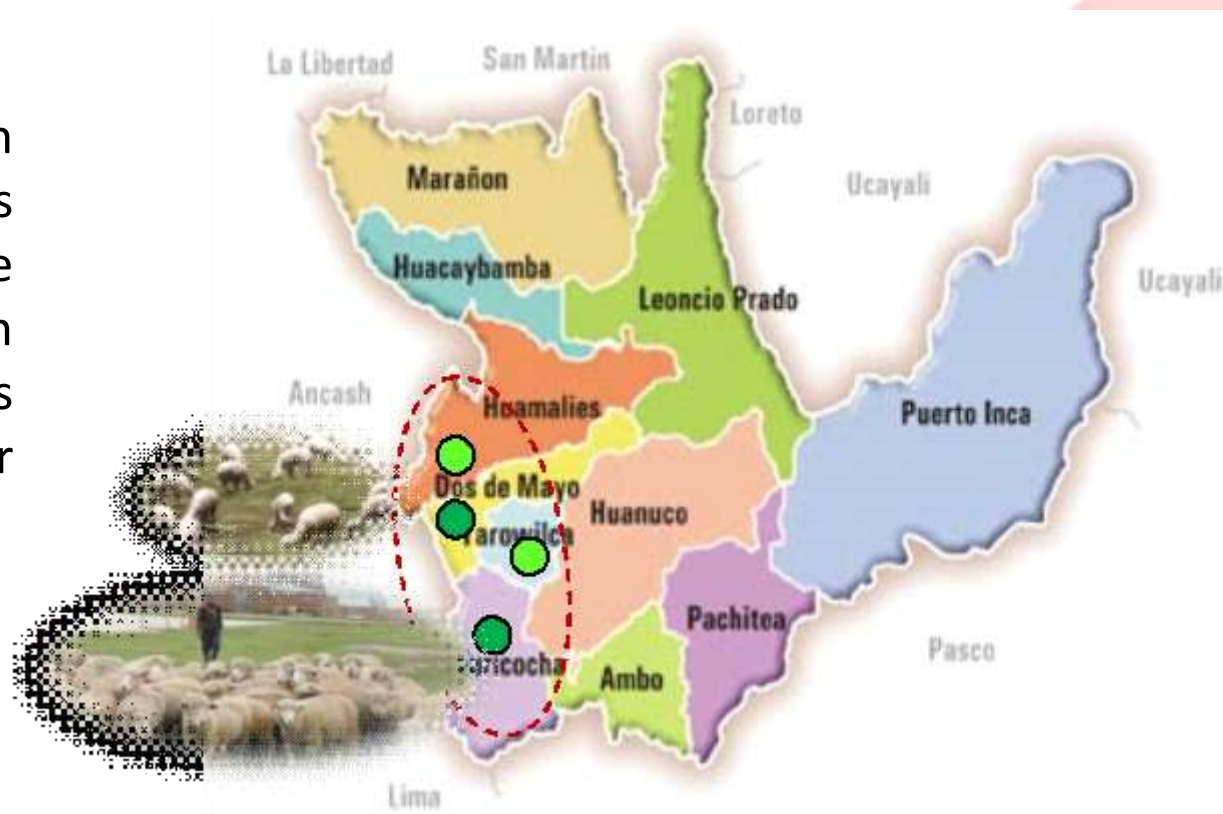 n
s
e
n
s
r
La Libertad
San Martin
Loreto
Ucayali
Marañon
Huacaybamba
Leoncio Prado
Ucayali
Ancash
Huamalies
Puerto Inca
Dos de Mayo
Huanuco
Pachitea
Ambo
Pasco
Lima